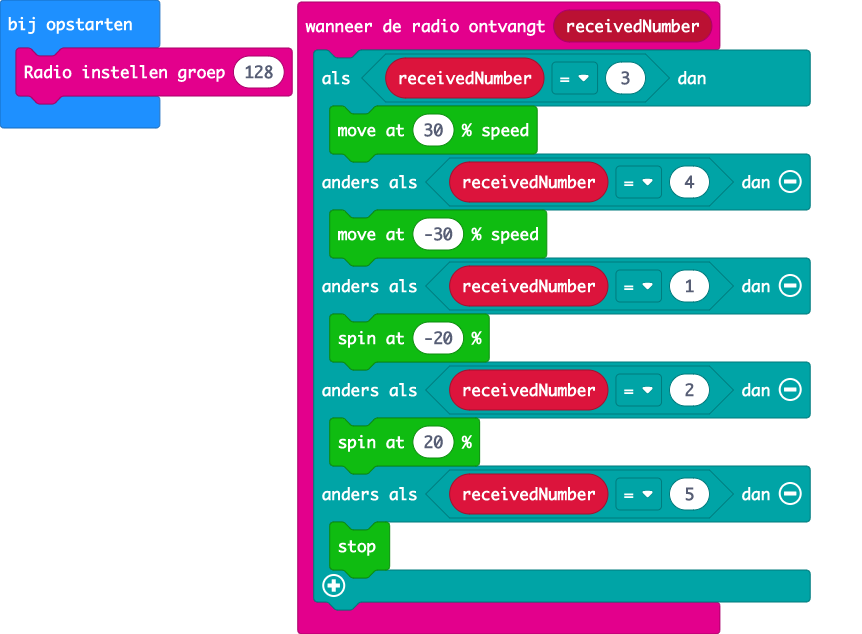 bij opstarten
Radio instellen groep 128
wanneer de radio ontvangt receivedNumber
als receivedNumber = 3 dan
move at 30 % speed
anders als receivedNumber = 4 dan
move at -30 % speed
anders als receivedNumber = 1 dan
spin at -20 %
anders als receivedNumber = 2 dan
spin at 20 %
anders als receivedNumber = 5 dan
stop